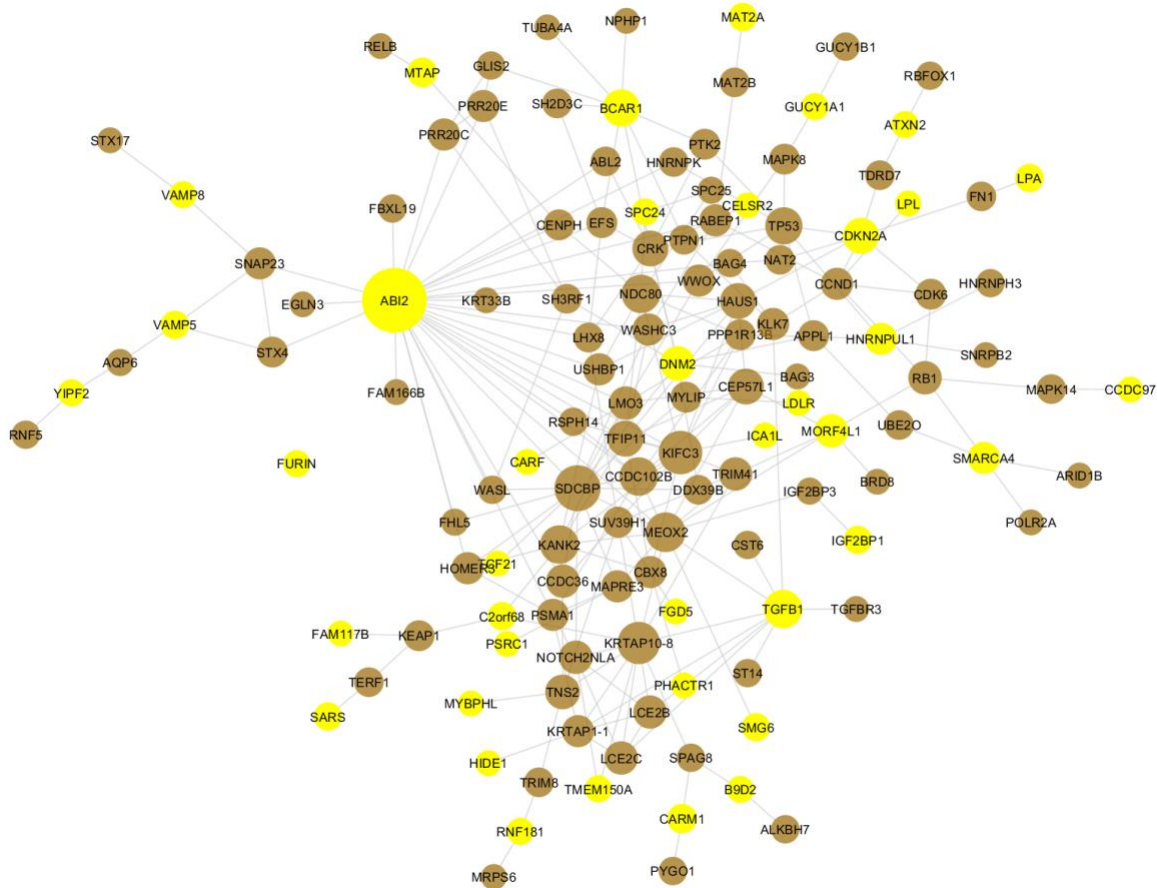 MAT2A
NPHP1
TUBA4A
RELB
GUCY1B1
GLIS2
MTAP
MAT2B
RBFOX1
PRR20E
SH2D3C
BCAR1
GUCY1A1
ATXN2
PRR20C
STX17
PTK2
ABL2
HNRNPK
MAPK8
TDRD7
LPA
VAMP8
SPC25
FN1
LPL
FBXL19
SPC24
CELSR2
CENPH
EFS
RABEP1
TP53
CDKN2A
PTPN1
CRK
SNAP23
BAG4
NAT2
WWOX
CCND1
HNRNPH3
CDK6
ABI2
EGLN3
KRT33B
SH3RF1
NDC80
HAUS1
VAMP5
WASHC3
KLK7
LHX8
PPP1R13B
APPL1
HNRNPUL1
STX4
SNRPB2
AQP6
USHBP1
DNM2
BAG3
RB1
YIPF2
FAM166B
CEP57L1
MAPK14
CCDC97
LMO3
MYLIP
LDLR
RNF5
RSPH14
UBE2O
TFIP11
ICA1L
MORF4L1
KIFC3
FURIN
CARF
SMARCA4
CCDC102B
TRIM41
ARID1B
WASL
SDCBP
DDX39B
IGF2BP3
BRD8
FHL5
SUV39H1
POLR2A
MEOX2
KANK2
CST6
IGF2BP1
HOMER3
TCF21
CCDC36
MAPRE3
CBX8
C2orf68
PSMA1
FGD5
TGFB1
TGFBR3
FAM117B
KEAP1
PSRC1
KRTAP10-8
NOTCH2NLA
ST14
TERF1
PHACTR1
TNS2
MYBPHL
SARS
LCE2B
KRTAP1-1
SMG6
HIDE1
LCE2C
SPAG8
TRIM8
TMEM150A
B9D2
RNF181
CARM1
ALKBH7
MRPS6
PYGO1